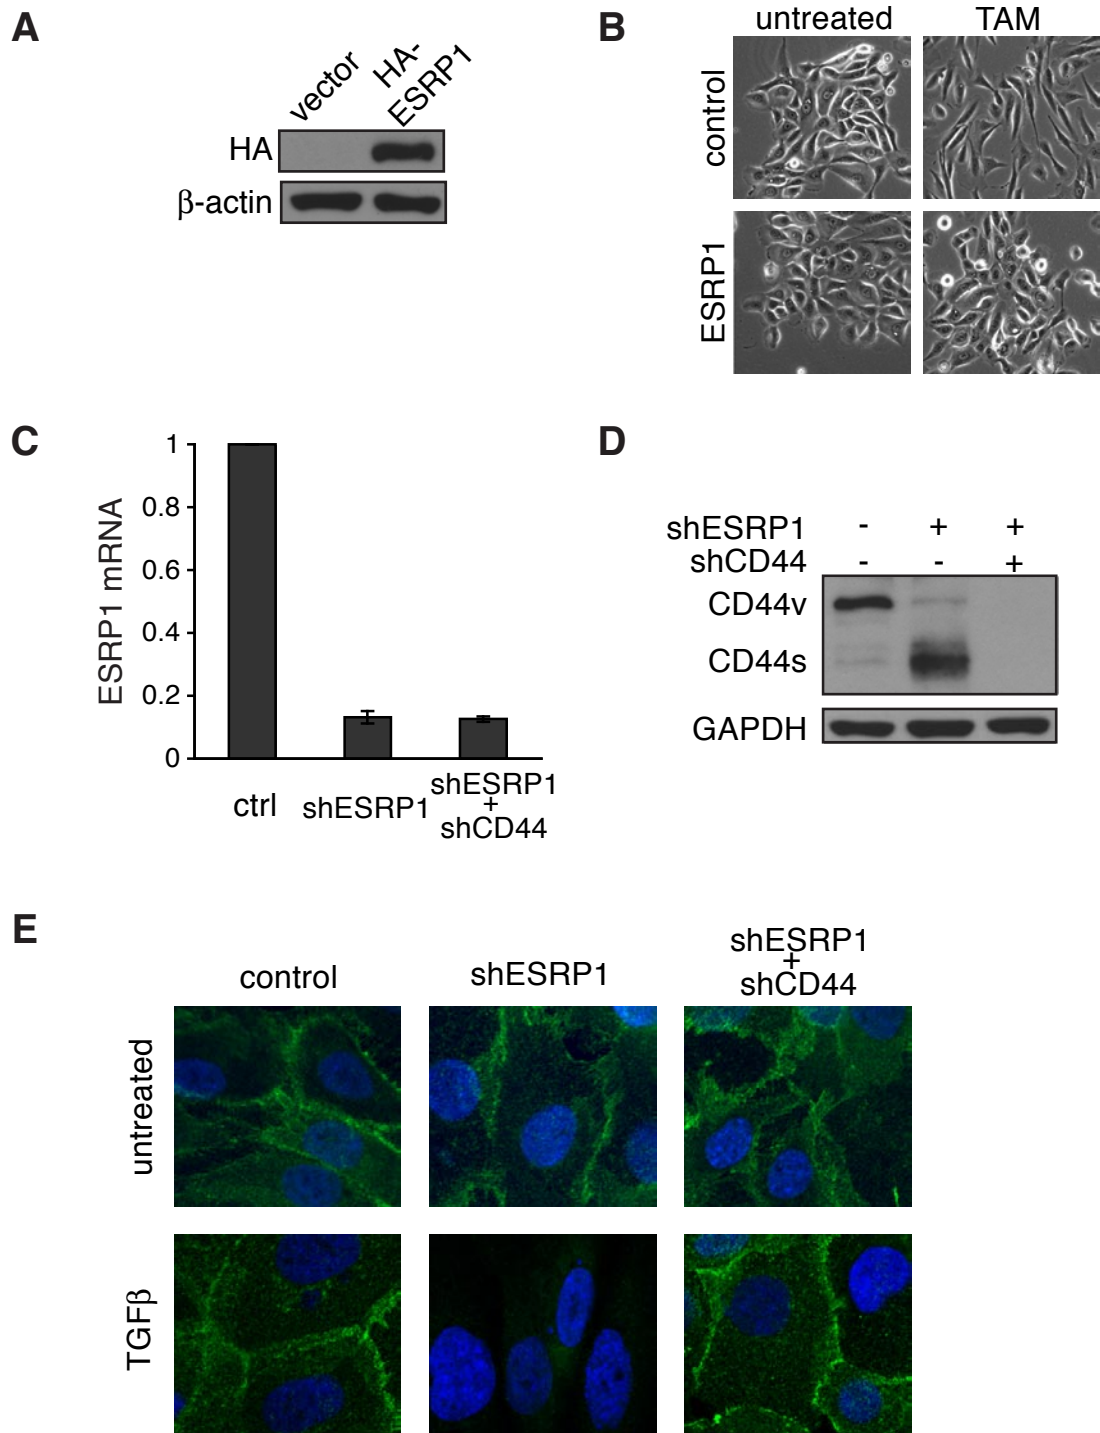 A
vector
HA-
ESRP1
HA
β-actin
B
untreated TAM
control
ESRP1
C
ESRP1 mRNA
1
0.8
0.6
0.4
0.2
0
ctrl
shESRP1
shESRP1
+
shCD44
D
shESRP1 - + +
shCD44 - - +
CD44v
CD44s
GAPDH
E
control
shESRP1
shESRP1
+
shCD44
untreated
TGFβ